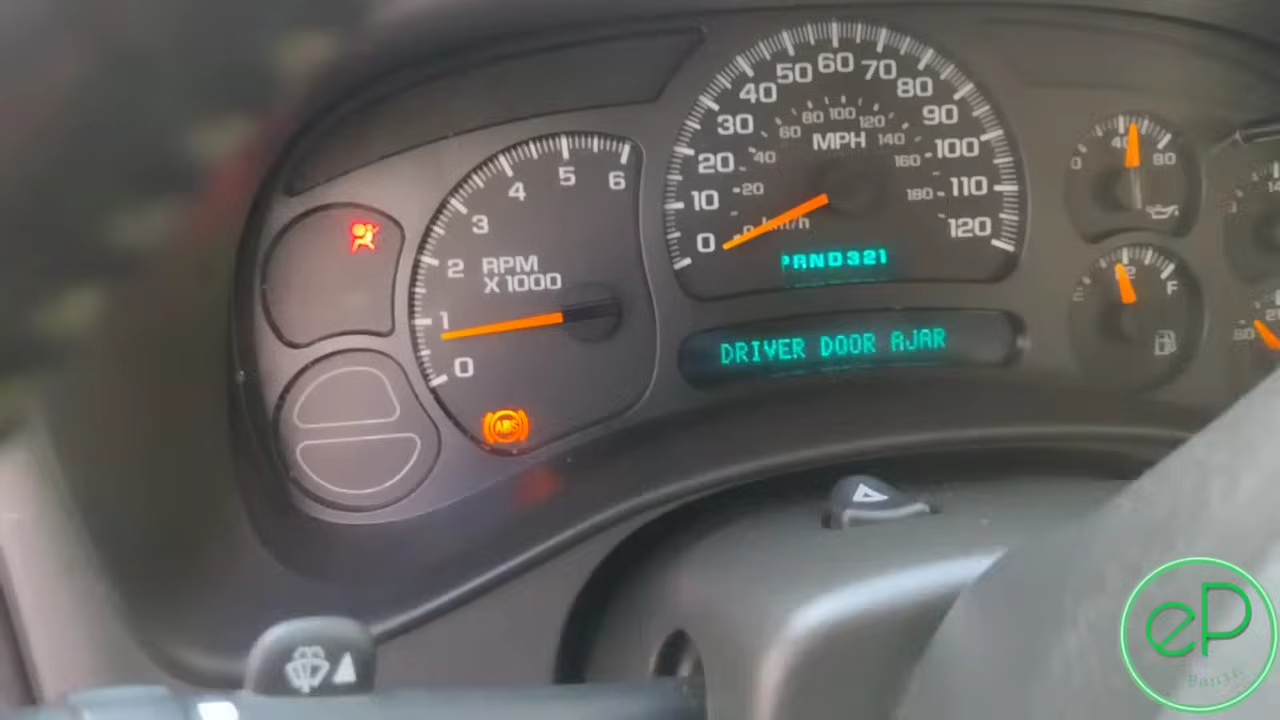 0 10 20 30 40 50 60 70 80 90 100 110 120
20 40 60 80 100 120 140 160 180
MPH
km/h
PRND321
DRIVER DOOR AJAR
0 1 2 3 4 5 6
RPM
X 1000
ABS
0 40 80
F
eP